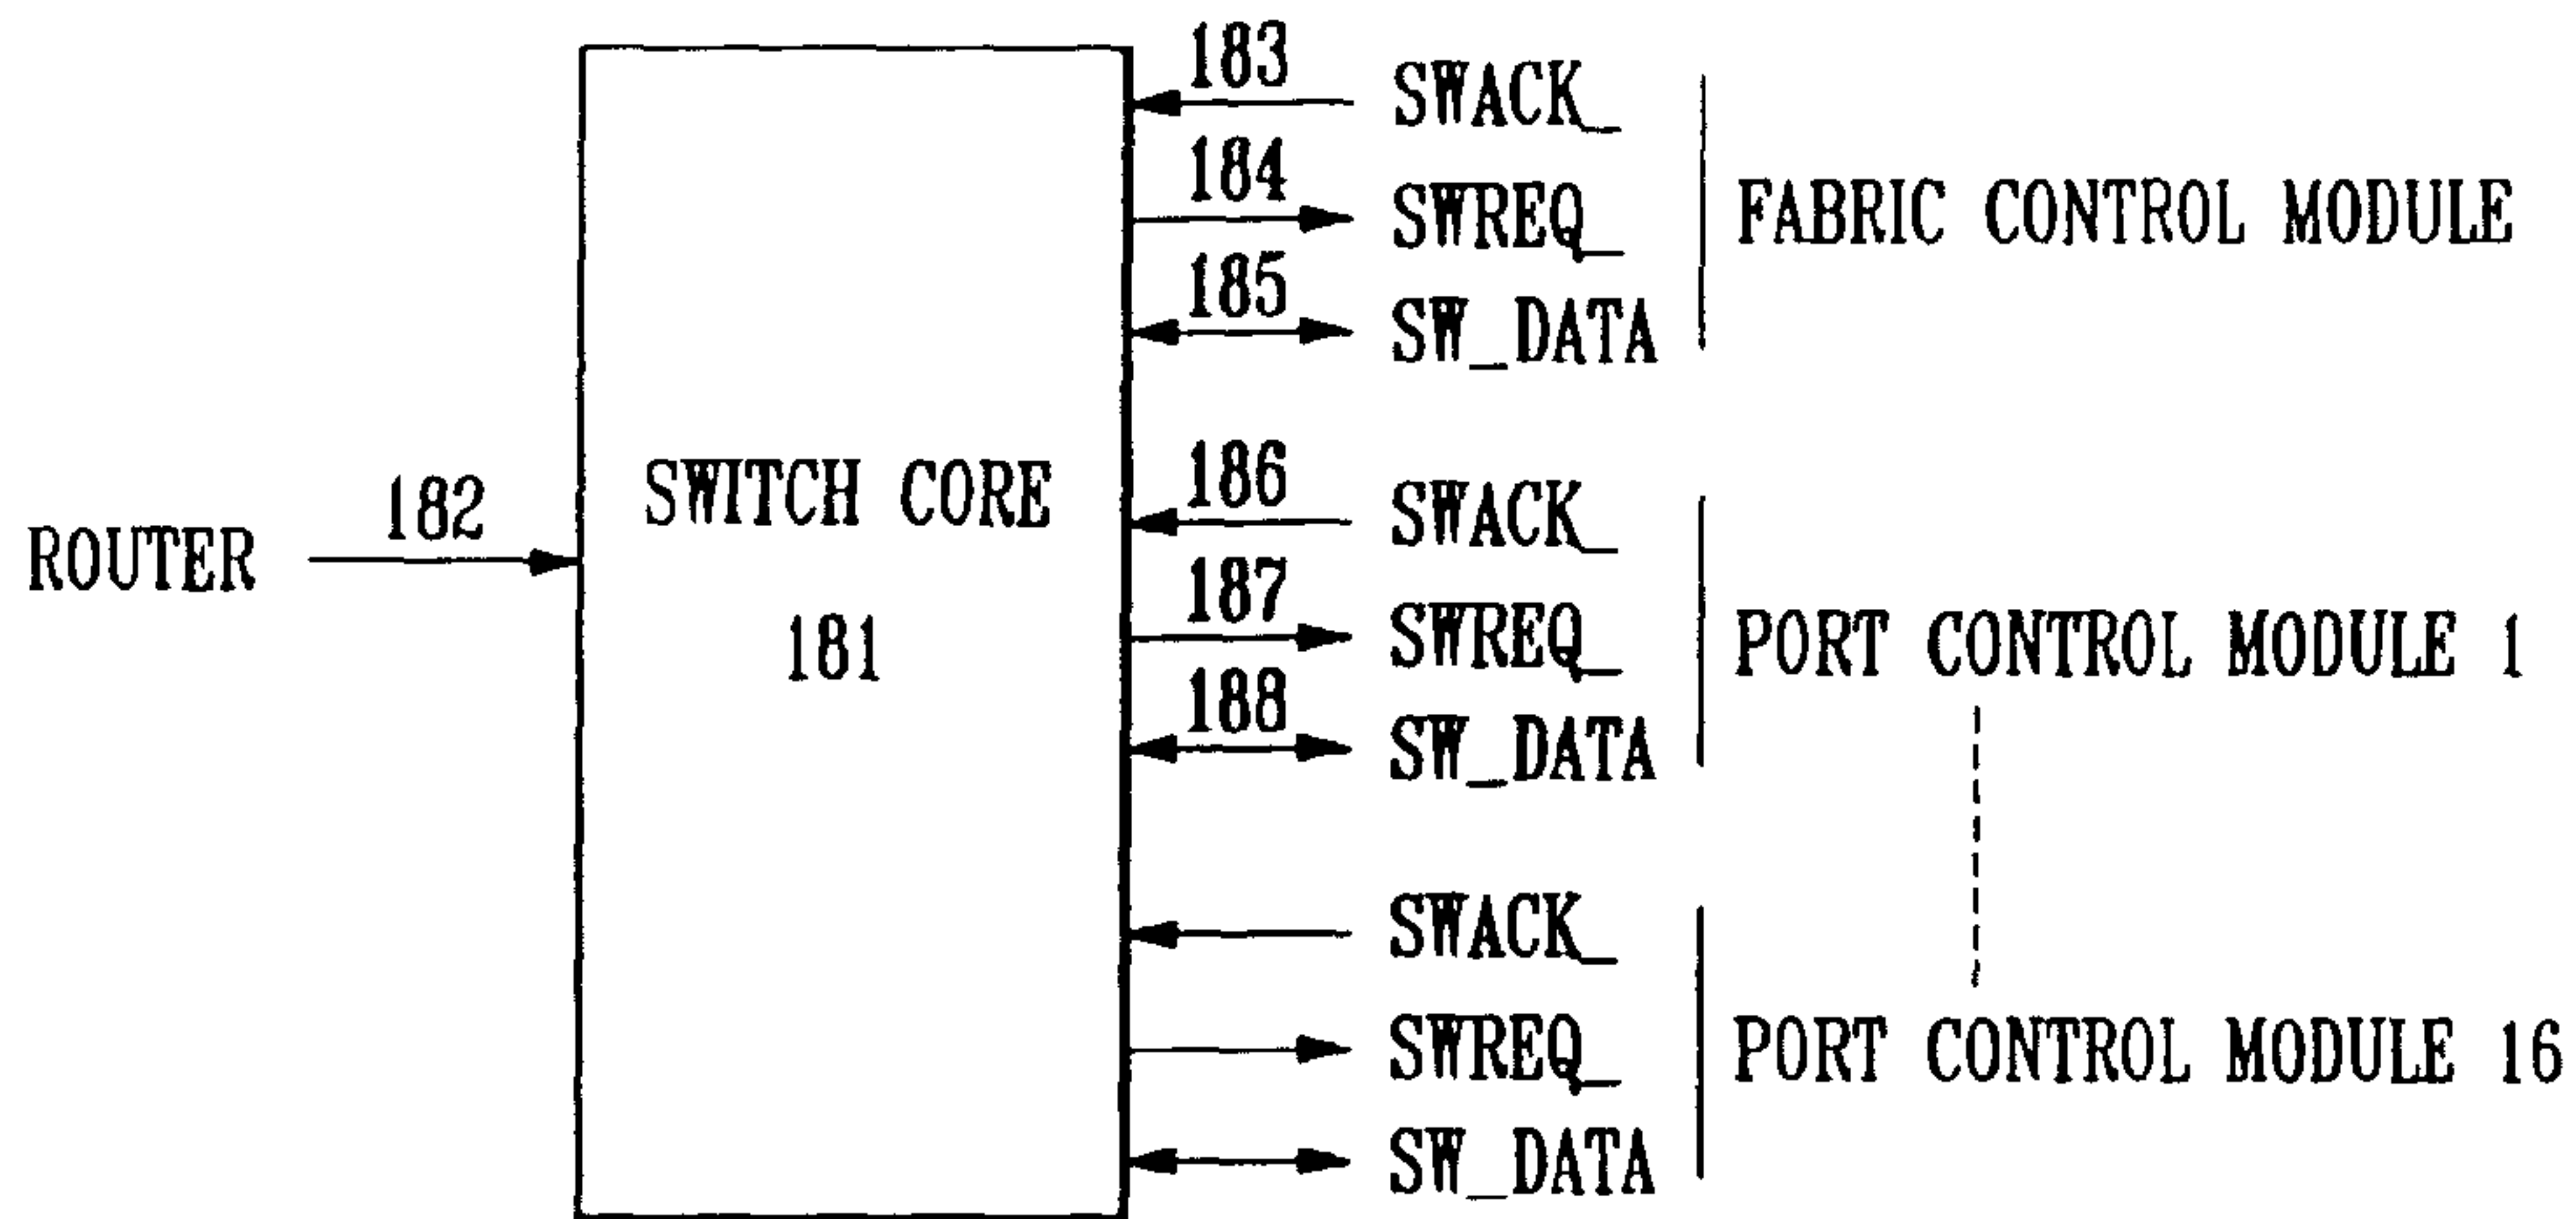 183
SWACK_
184
SWREQ_
FABRIC CONTROL MODULE
185
SW_DATA
ROUTER
182
SWITCH CORE
181
186
SWACK_
187
SWREQ_
PORT CONTROL MODULE 1
188
SW_DATA
SWACK_
SWREQ_
PORT CONTROL MODULE 16
SW_DATA